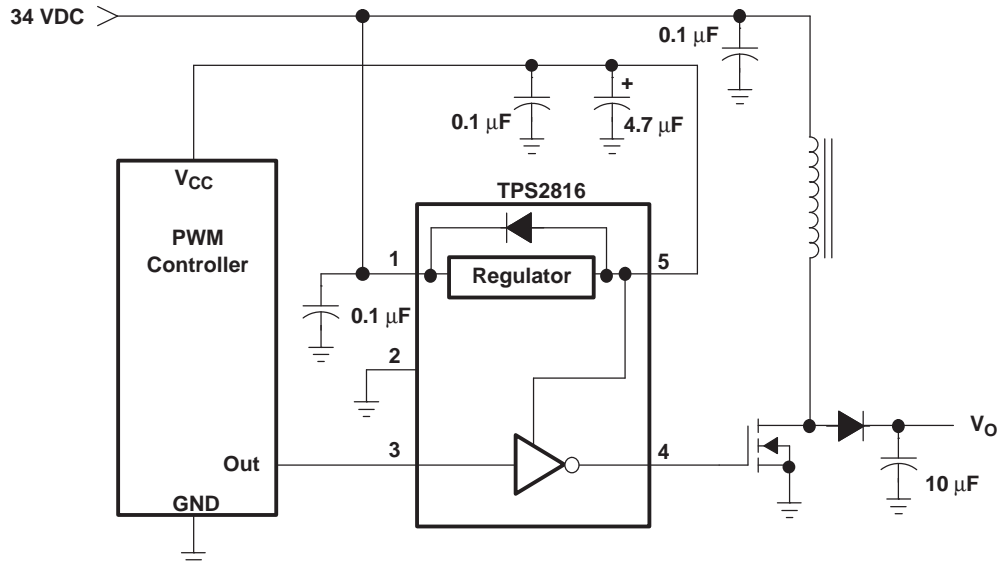 34 VDC
0.1 μF
0.1 μF
+
4.7 μF
TPS2816
VCC
PWM
Controller
1
Regulator
5
0.1 μF
2
Out
3
4
VO
10 μF
GND